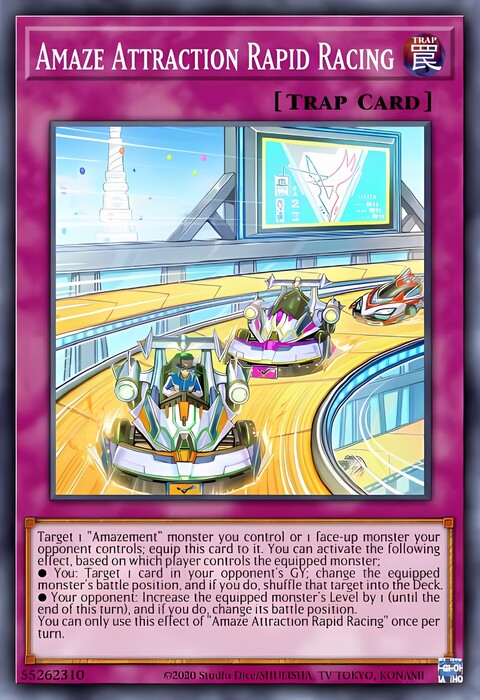 AMAZE ATTRACTION RAPID RACING
TRAP
罠
[TRAP CARD]
Target 1 "Amazement" monster you control or 1 face-up monster your
opponent controls; equip this card to it. You can activate the following
effect, based on which player controls the equipped monster;
● You: Target 1 card in your opponent's GY; change the equipped
monster's battle position, and if you do, shuffle that target into the Deck.
● Your opponent: Increase the equipped monster's Level by 1 (until the
end of this turn), and if you do, change its battle position.
You can only use this effect of "Amaze Attraction Rapid Racing" once per
turn.
55262310
©2020 Studio Dice/SHUEISHA, TV TOKYO, KONAMI